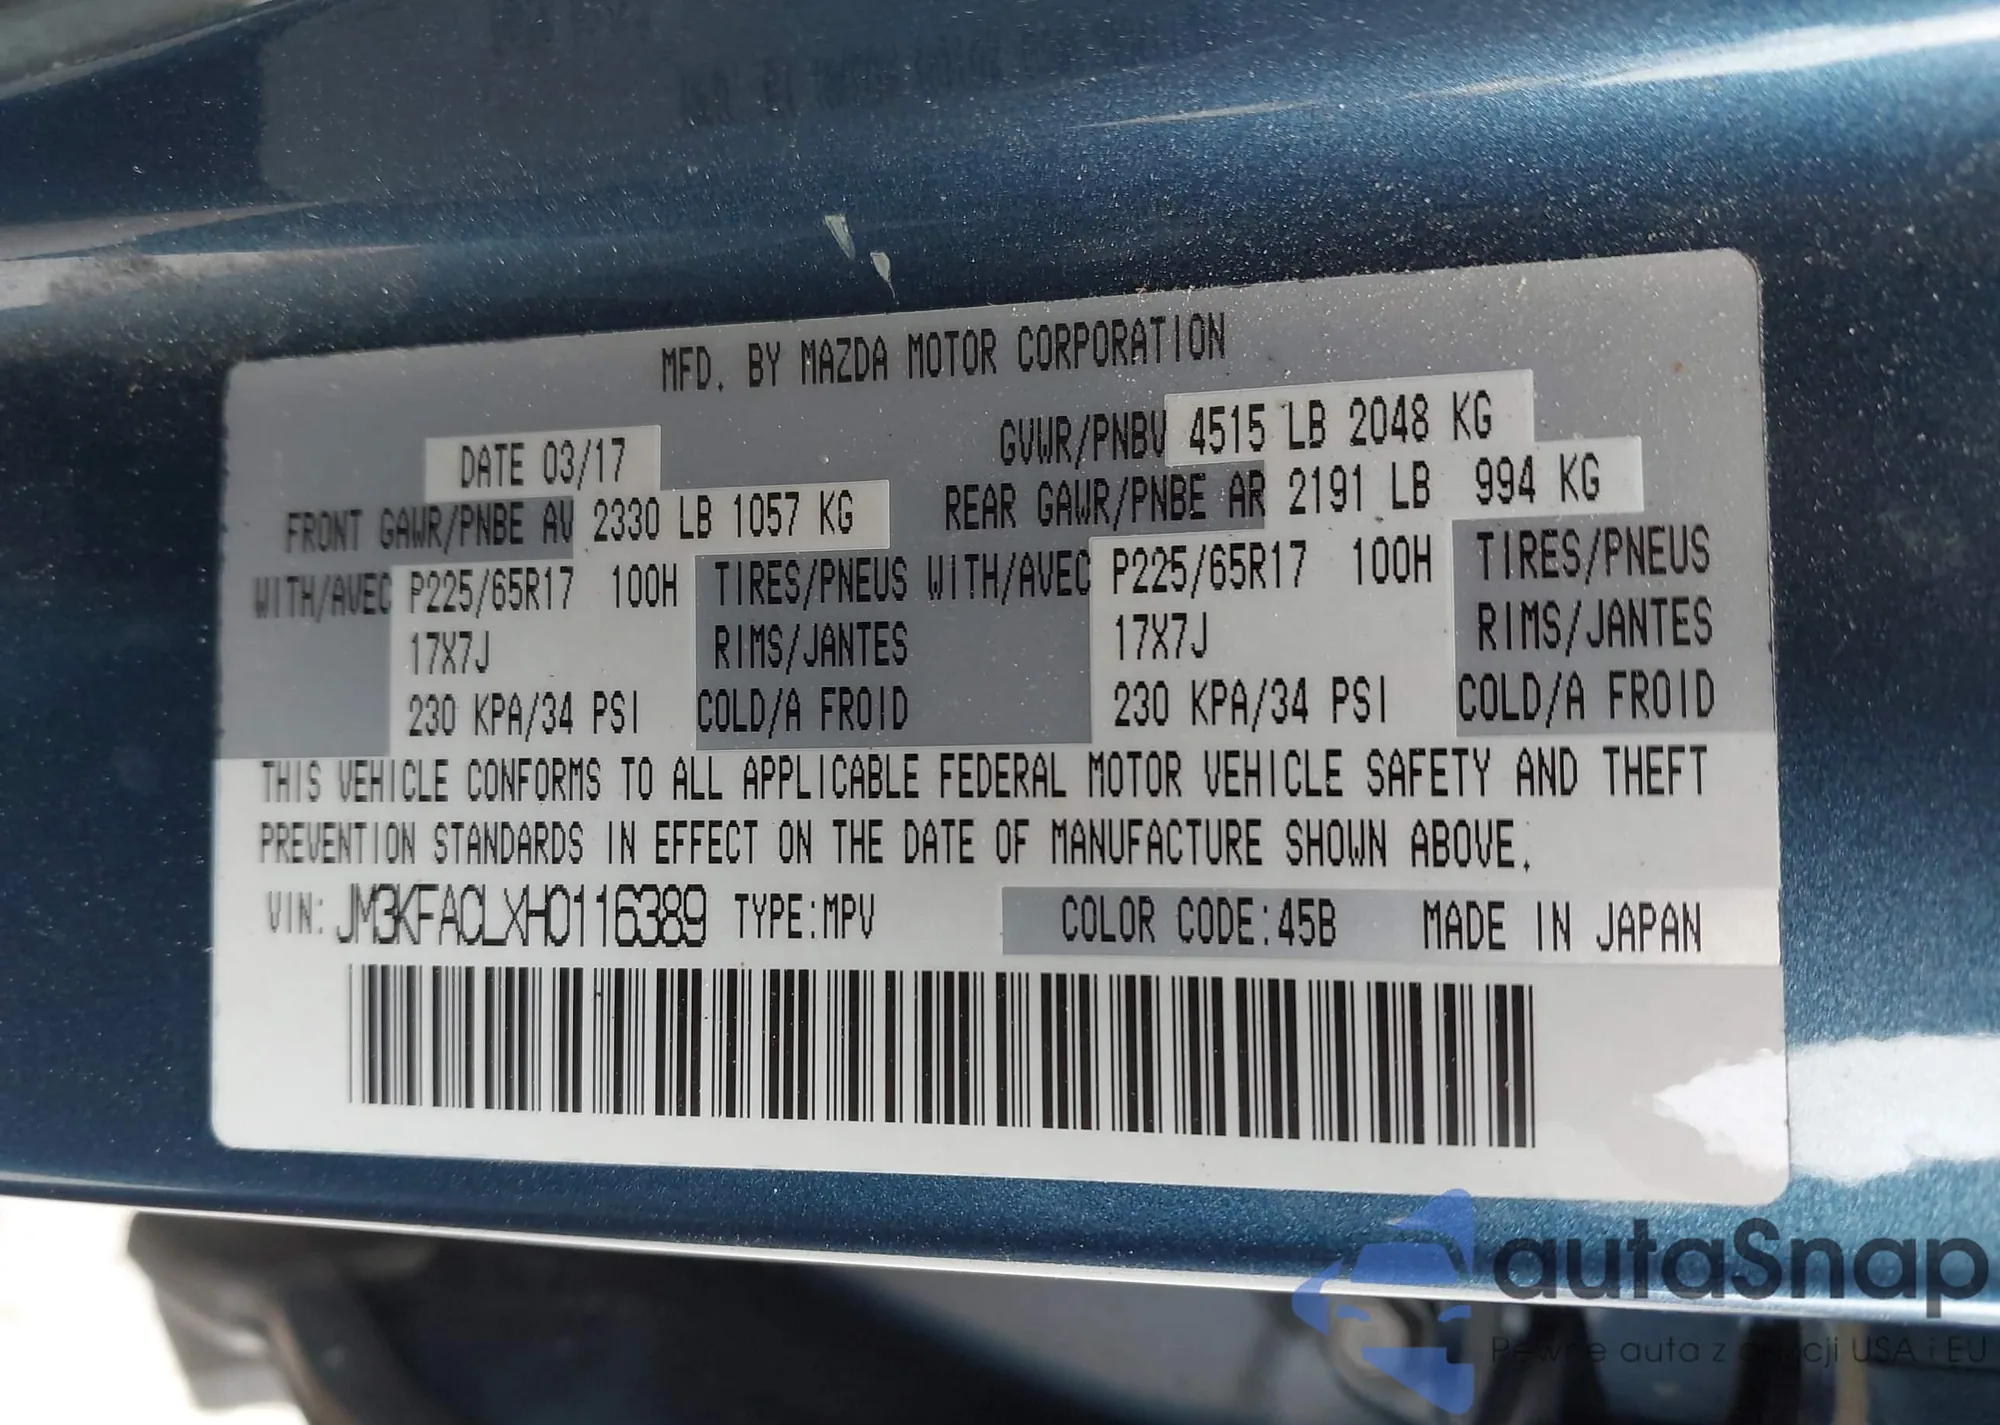 MFD. BY MAZDA MOTOR CORPORATION
DATE 03/17 GVWR/PNBV 4515 LB 2048 KG
FRONT GAWR/PNBE AV 2330 LB 1057 KG REAR GAWR/PNBE AR 2191 LB 994 KG
WITH/AVEC P225/65R17 100H TIRES/PNEUS WITH/AVEC P225/65R17 100H TIRES/PNEUS
17X7J RIMS/JANTES 17X7J RIMS/JANTES
230 KPA/34 PSI COLD/A FROID 230 KPA/34 PSI COLD/A FROID
THIS VEHICLE CONFORMS TO ALL APPLICABLE FEDERAL MOTOR VEHICLE SAFETY AND THEFT
PREVENTION STANDARDS IN EFFECT ON THE DATE OF MANUFACTURE SHOWN ABOVE.
VIN: JM3KFACLXH0116389 TYPE:MPV COLOR CODE:45B MADE IN JAPAN
autaSnap
Pewne auta z aukcji USA i EU